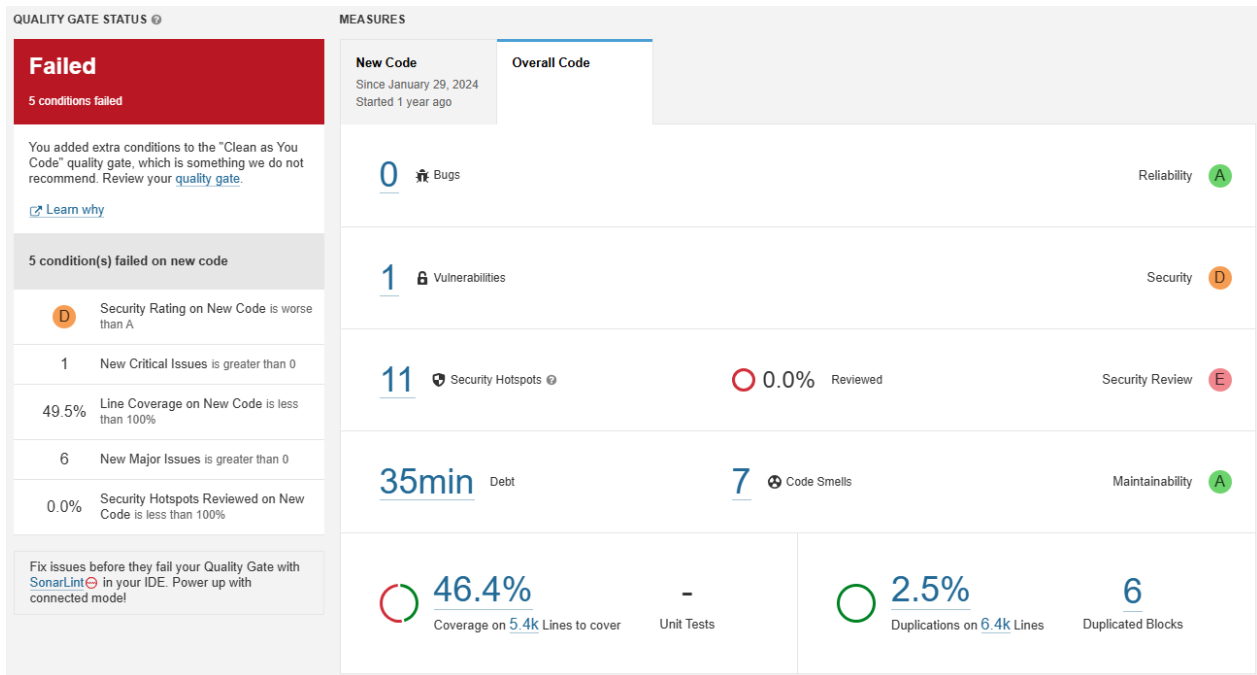 QUALITY GATE STATUS
Failed
5 conditions failed
You added extra conditions to the "Clean as You
Code" quality gate, which is something we do not
recommend. Review your quality gate.
Learn why
5 condition(s) failed on new code
D
Security Rating on New Code is worse
than A
1 New Critical Issues is greater than 0
49.5%
Line Coverage on New Code is less
than 100%
6 New Major Issues is greater than 0
0.0%
Security Hotspots Reviewed on New
Code is less than 100%
Fix issues before they fail your Quality Gate with
SonarLint in your IDE. Power up with
connected mode!
MEASURES
New Code
Since January 29, 2024
Started 1 year ago
Overall Code
0 Bugs Reliability A
1 Vulnerabilities Security D
11 Security Hotspots ? 0.0% Reviewed Security Review E
35min Debt 7 Code Smells Maintainability A
46.4%
Coverage on 5.4k Lines to cover
-
Unit Tests
2.5%
Duplications on 6.4k Lines
6
Duplicated Blocks